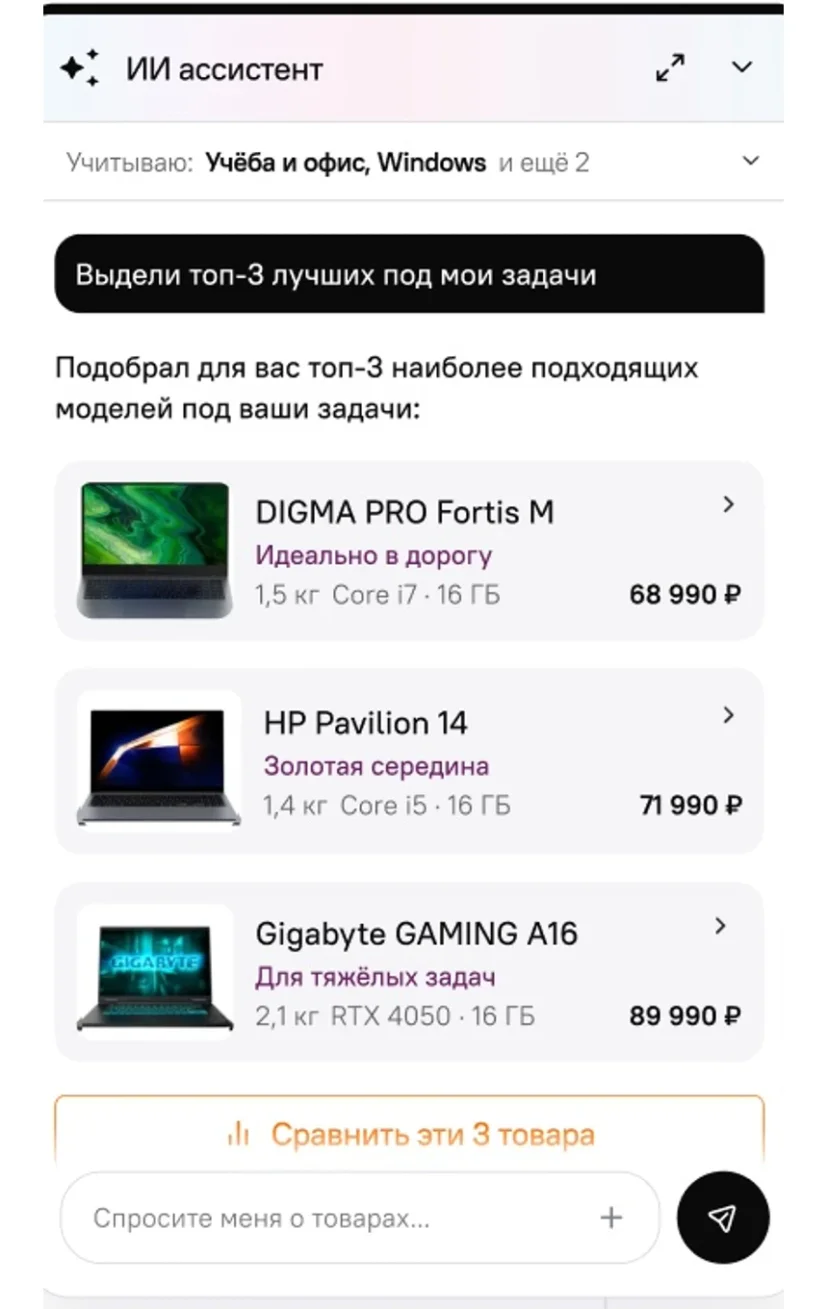 ИИ ассистент
Учитываю: Учёба и офис, Windows и ещё 2
Выдели топ-3 лучших под мои задачи
Подобрал для вас топ-3 наиболее подходящих
моделей под ваши задачи:
DIGMA PRO Fortis M
Идеально в дорогу
1,5 кг Core i7 · 16 ГБ 68 990 ₽
HP Pavilion 14
Золотая середина
1,4 кг Core i5 · 16 ГБ 71 990 ₽
GIGABYTE
Gigabyte GAMING A16
Для тяжёлых задач
2,1 кг RTX 4050 · 16 ГБ 89 990 ₽
Сравнить эти 3 товара
Спросите меня о товарах...